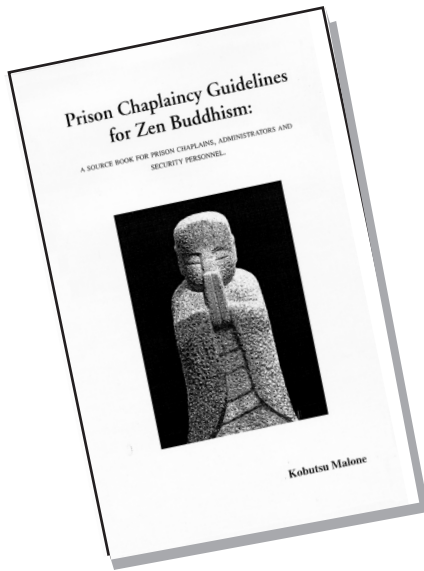 Prison Chaplaincy Guidelines
for Zen Buddhism:
A SOURCE BOOK FOR PRISON CHAPLAINS, ADMINISTRATORS AND
SECURITY PERSONNEL.
Kobutsu Malone